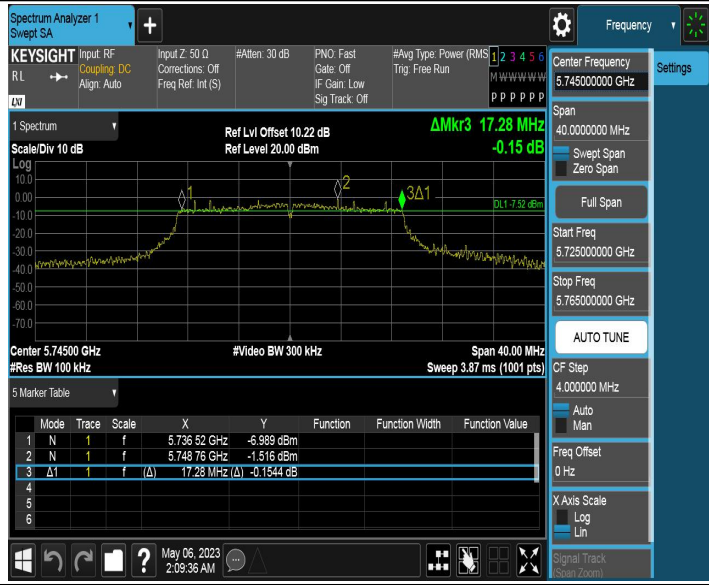 Spectrum Analyzer 1
Swept SA
+
Frequency
KEYSIGHT
RL
LXI
Input: RF
Coupling: DC
Align: Auto
Input Z: 50 Ω
Corrections: Off
Freq Ref: Int (S)
#Atten: 30 dB
PNO: Fast
Gate: Off
IF Gain: Low
Sig Track: Off
#Avg Type: Power (RMS
Trig: Free Run
1 2 3 4 5 6
M W W W W W
P P P P P P
Center Frequency
5.745000000 GHz
Settings
Span
40.0000000 MHz
Swept Span
Zero Span
Full Span
Start Freq
5.725000000 GHz
Stop Freq
5.765000000 GHz
AUTO TUNE
CF Step
4.000000 MHz
Auto
Man
Freq Offset
0 Hz
X Axis Scale
Log
Lin
Signal Track
(Span Zoom)
1 Spectrum
Scale/Div 10 dB
Ref Lvl Offset 10.22 dB
Ref Level 20.00 dBm
ΔMkr3 17.28 MHz
-0.15 dB
Log
10.0
0.00
-10.0
-20.0
-30.0
-40.0
-50.0
-60.0
-70.0
1
2
3Δ1
DL1 -7.52 dBm
Center 5.74500 GHz
#Video BW 300 kHz
Span 40.00 MHz
#Res BW 100 kHz
Sweep 3.87 ms (1001 pts)
5 Marker Table
Mode Trace Scale X Y Function Function Width Function Value
1 N 1 f 5.736 52 GHz -6.989 dBm
2 N 1 f 5.748 76 GHz -1.516 dBm
3 Δ1 1 f (Δ) 17.28 MHz (Δ) -0.1544 dB
4
5
6
?
May 06, 2023
2:09:36 AM